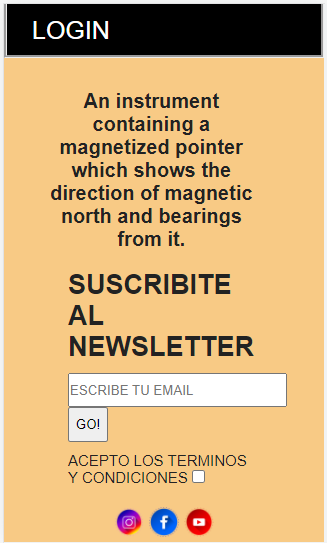 LOGIN
An instrument
containing a
magnetized pointer
which shows the
direction of magnetic
north and bearings
from it.
SUSCRIBITE
AL
NEWSLETTER
ESCRIBE TU EMAIL
GO!
ACEPTO LOS TERMINOS
Y CONDICIONES